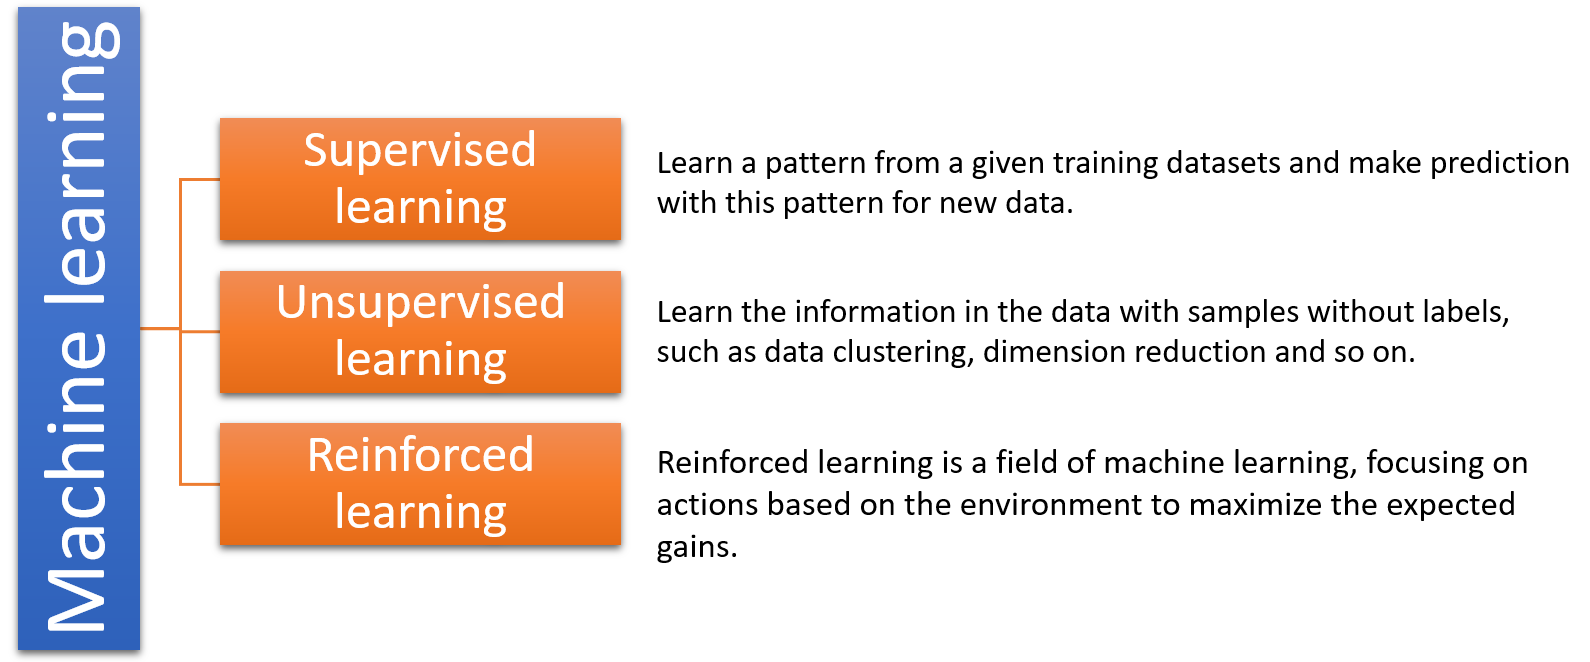 Machine learning
Supervised
learning
Learn a pattern from a given training datasets and make prediction
with this pattern for new data.
Unsupervised
learning
Learn the information in the data with samples without labels,
such as data clustering, dimension reduction and so on.
Reinforced
learning
Reinforced learning is a field of machine learning, focusing on
actions based on the environment to maximize the expected
gains.